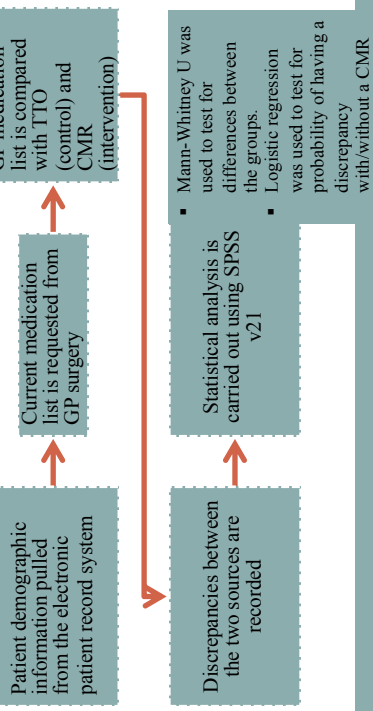 Patient demographic
information pulled
from the electronic
patient record system
Current medication
list is requested from
GP surgery
list is compared
with TTO
(control) and
CMR
(intervention)
Discrepancies between
the two sources are
recorded
Statistical analysis is
carried out using SPSS
v21
▪ Mann-Whitney U was
used to test for
differences between
the groups.
▪ Logistic regression
was used to test for
probability of having a
discrepancy
with/without a CMR